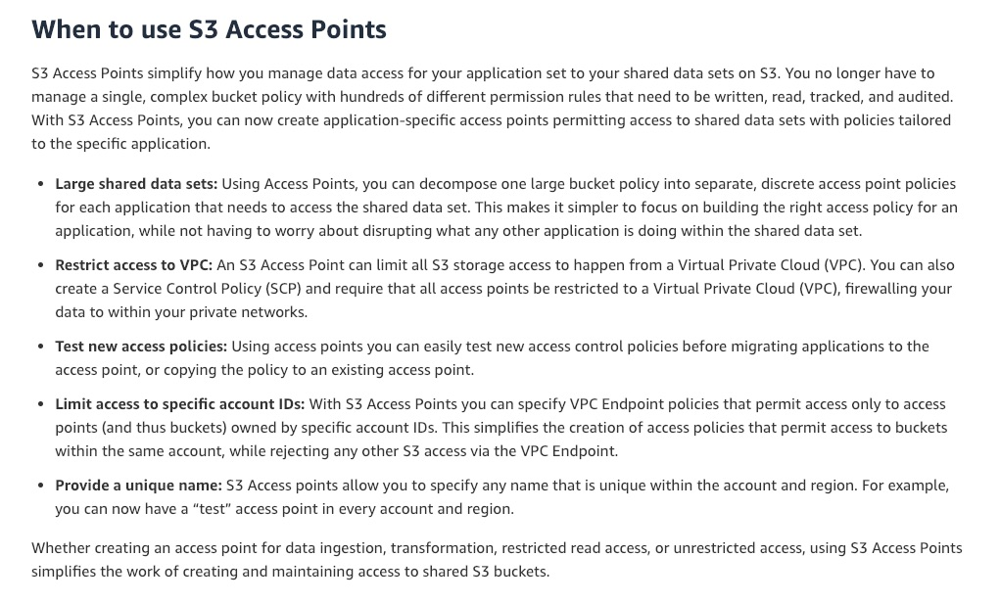 When to use S3 Access Points
S3 Access Points simplify how you manage data access for your application set to your shared data sets on S3. You no longer have to
manage a single, complex bucket policy with hundreds of different permission rules that need to be written, read, tracked, and audited.
With S3 Access Points, you can now create application-specific access points permitting access to shared data sets with policies tailored
to the specific application.
• Large shared data sets: Using Access Points, you can decompose one large bucket policy into separate, discrete access point policies
for each application that needs to access the shared data set. This makes it simpler to focus on building the right access policy for an
application, while not having to worry about disrupting what any other application is doing within the shared data set.
• Restrict access to VPC: An S3 Access Point can limit all S3 storage access to happen from a Virtual Private Cloud (VPC). You can also
create a Service Control Policy (SCP) and require that all access points be restricted to a Virtual Private Cloud (VPC), firewalling your
data to within your private networks.
• Test new access policies: Using access points you can easily test new access control policies before migrating applications to the
access point, or copying the policy to an existing access point.
• Limit access to specific account IDs: With S3 Access Points you can specify VPC Endpoint policies that permit access only to access
points (and thus buckets) owned by specific account IDs. This simplifies the creation of access policies that permit access to buckets
within the same account, while rejecting any other S3 access via the VPC Endpoint.
• Provide a unique name: S3 Access points allow you to specify any name that is unique within the account and region. For example,
you can now have a “test” access point in every account and region.
Whether creating an access point for data ingestion, transformation, restricted read access, or unrestricted access, using S3 Access Points
simplifies the work of creating and maintaining access to shared S3 buckets.